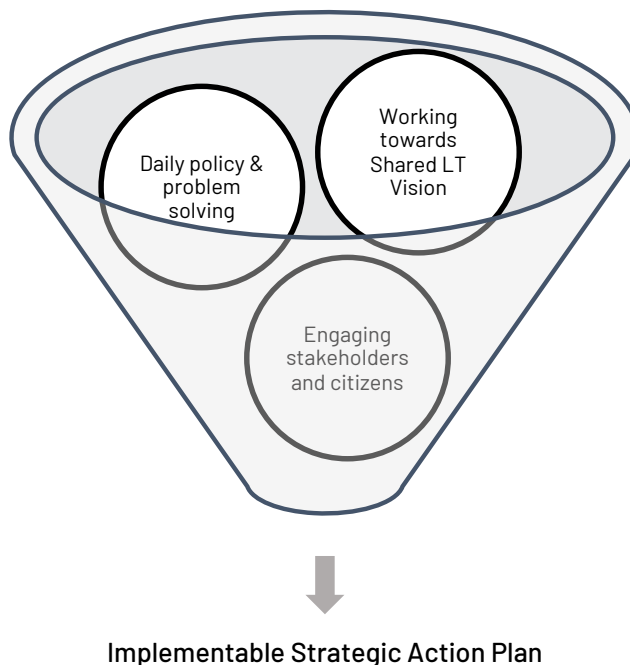 Daily policy &
problem
solving
Working
towards
Shared LT
Vision
Engaging
stakeholders
and citizens
Implementable Strategic Action Plan